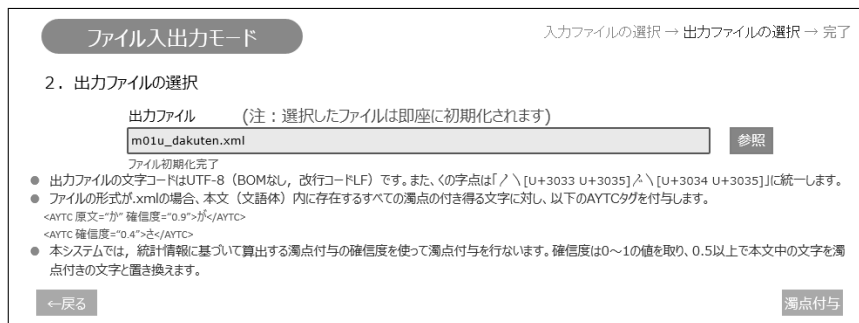 ファイル入出力モード
入力ファイルの選択 → 出力ファイルの選択 → 完了
2．出力ファイルの選択
出力ファイル (注：選択したファイルは即座に初期化されます)
m01u_dakuten.xml
参照
ファイル初期化完了
● 出力ファイルの文字コードはUTF-8（BOMなし，改行コードLF）です。また、くの字点は「〳〵[U+3033 U+3035]〴〵[U+3034 U+3035]」に統一します。
● ファイルの形式が.xmlの場合、本文（文語体）内に存在するすべての濁点の付き得る文字に対し、以下のAYTCタグを付与します。
<AYTC 原文="か" 確信度="0.9">が</AYTC>
<AYTC 確信度="0.4">さ</AYTC>
● 本システムでは，統計情報に基づいて算出する濁点付与の確信度を使って濁点付与を行ないます。確信度は0～1の値を取り、0.5以上で本文中の文字を濁
点付きの文字と置き換えます。
←戻る
濁点付与